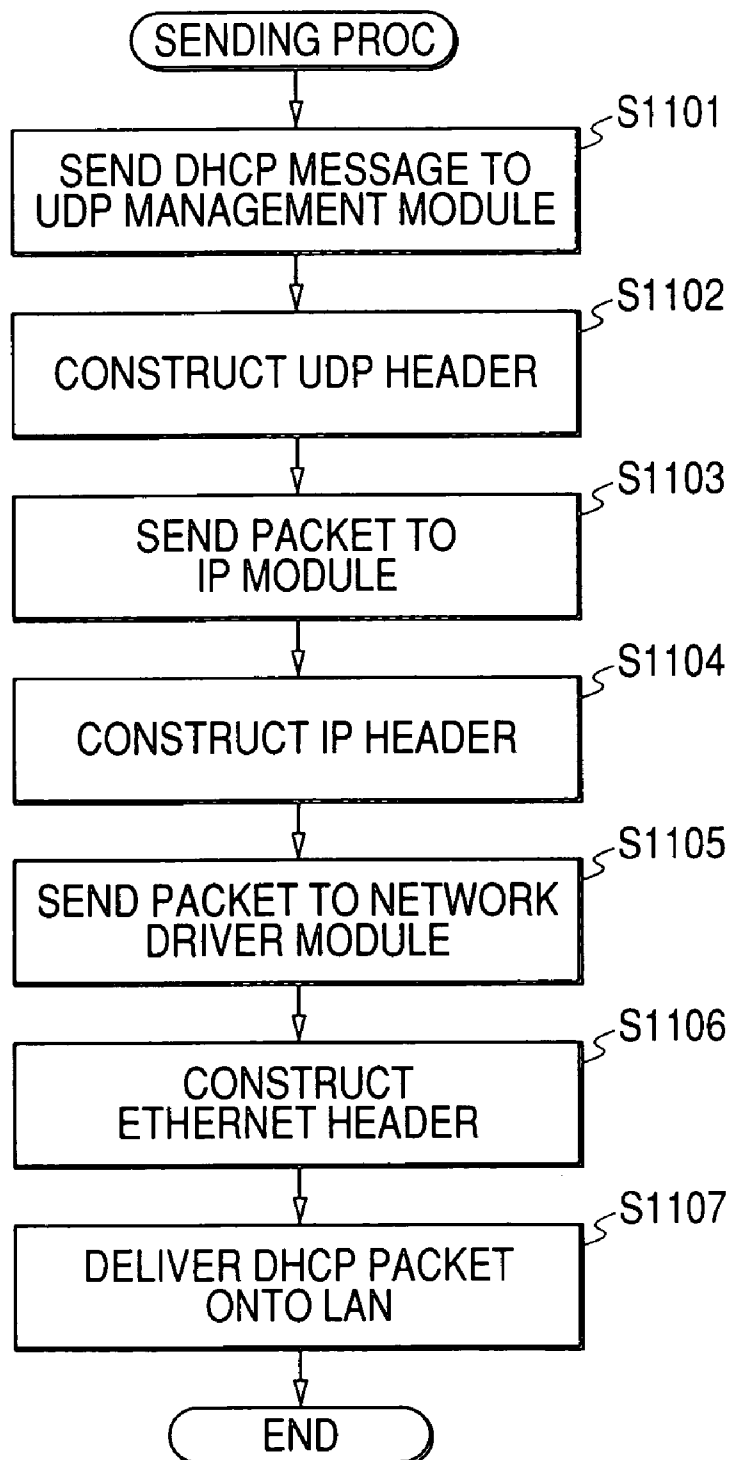 SENDING PROC
S1101
SEND DHCP MESSAGE TO
UDP MANAGEMENT MODULE
S1102
CONSTRUCT UDP HEADER
S1103
SEND PACKET TO
IP MODULE
S1104
CONSTRUCT IP HEADER
S1105
SEND PACKET TO NETWORK
DRIVER MODULE
S1106
CONSTRUCT
ETHERNET HEADER
S1107
DELIVER DHCP PACKET
ONTO LAN
END